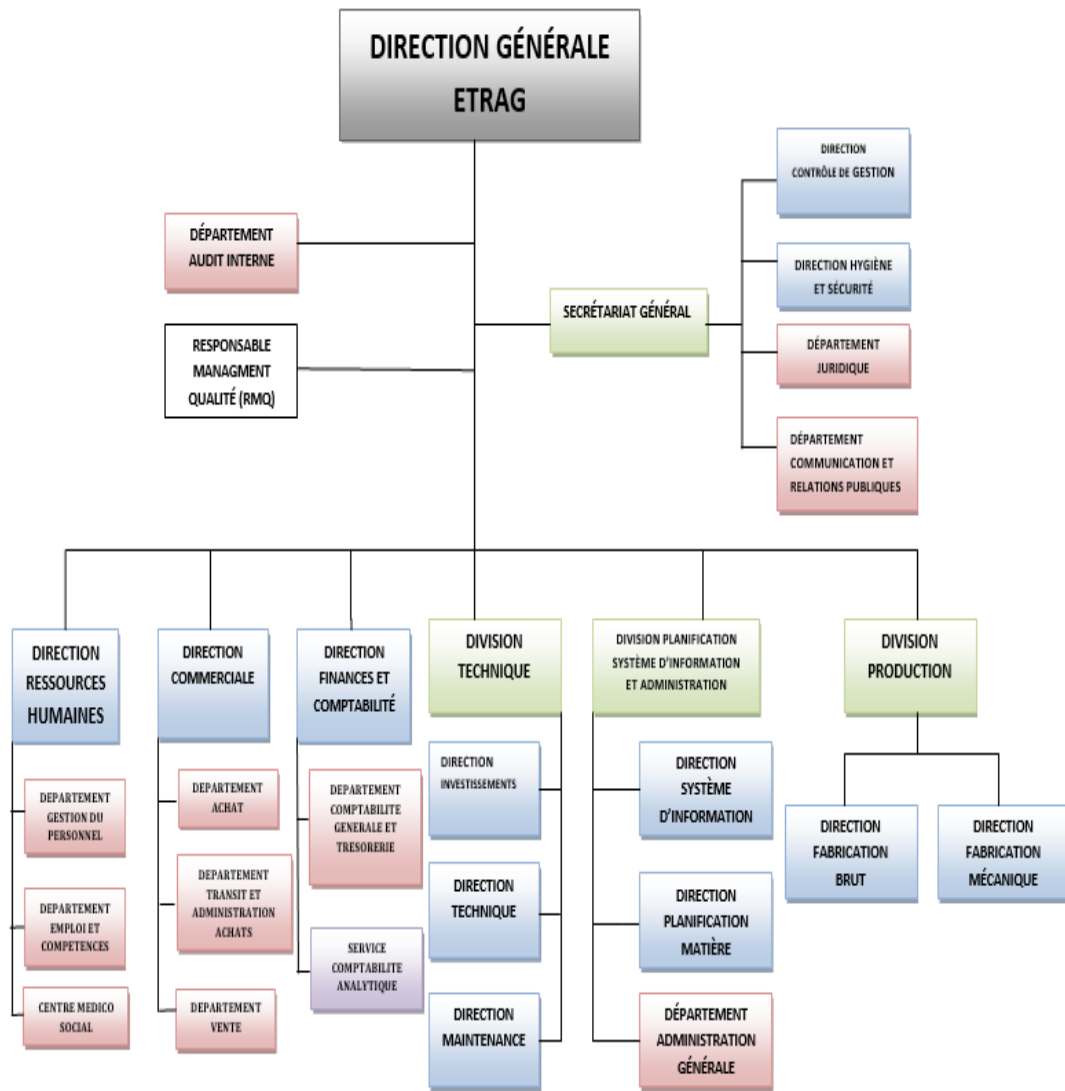 DIRECTION GÉNÉRALE
ETRAG
DIRECTION
CONTRÔLE DE GESTION
DÉPARTEMENT
AUDIT INTERNE
DIRECTION HYGIÈNE
ET SÉCURITÉ
SECRÉTARIAT GÉNÉRAL
RESPONSABLE
MANAGMENT
QUALITÉ (RMQ)
DÉPARTEMENT
JURIDIQUE
DÉPARTEMENT
COMMUNICATION ET
RELATIONS PUBLIQUES
DIRECTION
RESSOURCES
HUMAINES
DIRECTION
COMMERCIALE
DIRECTION
FINANCES ET
COMPTABILITÉ
DIVISION
TECHNIQUE
DIVISION PLANIFICATION
SYSTÈME D'INFORMATION
ET ADMINISTRATION
DIVISION
PRODUCTION
DEPARTEMENT
GESTION DU
PERSONNEL
DEPARTEMENT
EMPLOI ET
COMPETENCES
CENTRE MEDICO
SOCIAL
DEPARTEMENT
ACHAT
DEPARTEMENT
TRANSIT ET
ADMINISTRATION
ACHATS
DEPARTEMENT
VENTE
DEPARTEMENT
COMPTABILITE
GENERALE ET
TRESORERIE
SERVICE
COMPTABILITE
ANALYTIQUE
DIRECTION
INVESTISSEMENTS
DIRECTION
TECHNIQUE
DIRECTION
MAINTENANCE
DIRECTION
SYSTÈME
D'INFORMATION
DIRECTION
PLANIFICATION
MATIÈRE
DÉPARTEMENT
ADMINISTRATION
GÉNÉRALE
DIRECTION
FABRICATION
BRUT
DIRECTION
FABRICATION
MÉCANIQUE